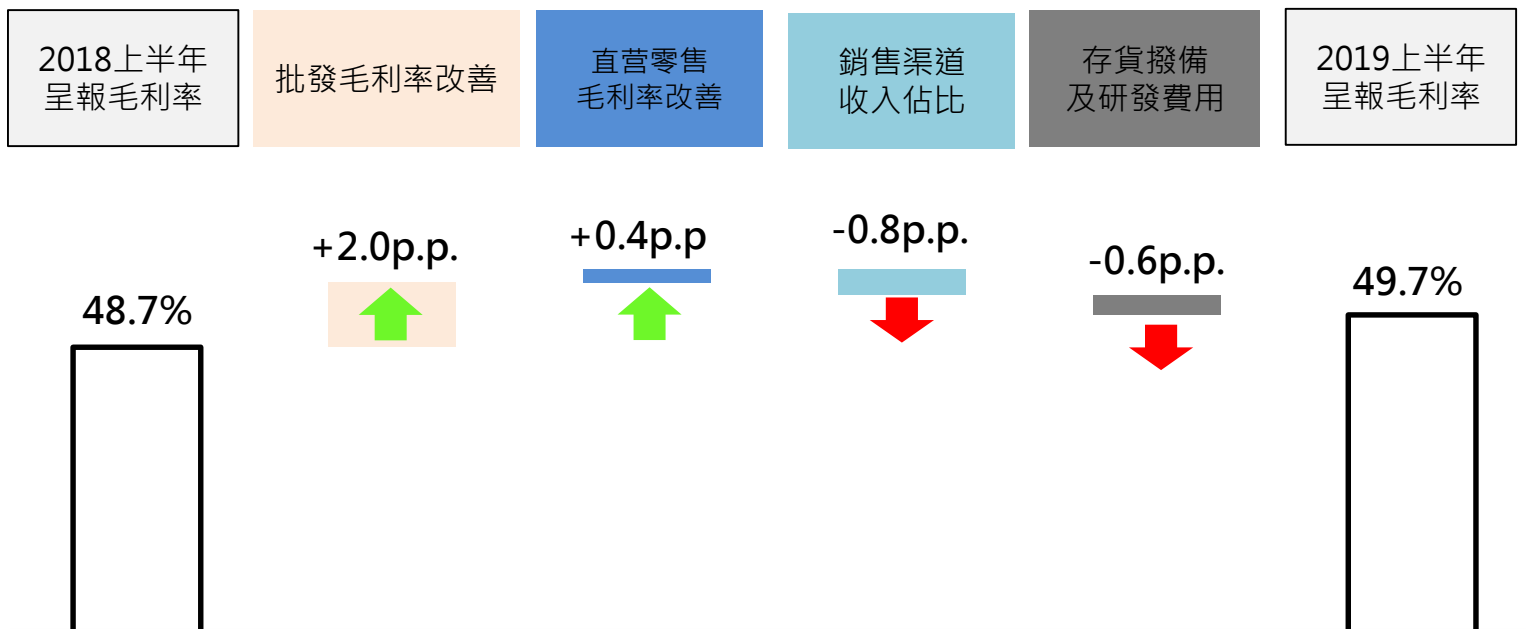 2018上半年
呈報毛利率
批發毛利率改善
直营零售
毛利率改善
銷售渠道
收入佔比
存貨撥備
及研發費用
2019上半年
呈報毛利率
48.7%
+2.0p.p.
+0.4p.p
-0.8p.p.
-0.6p.p.
49.7%